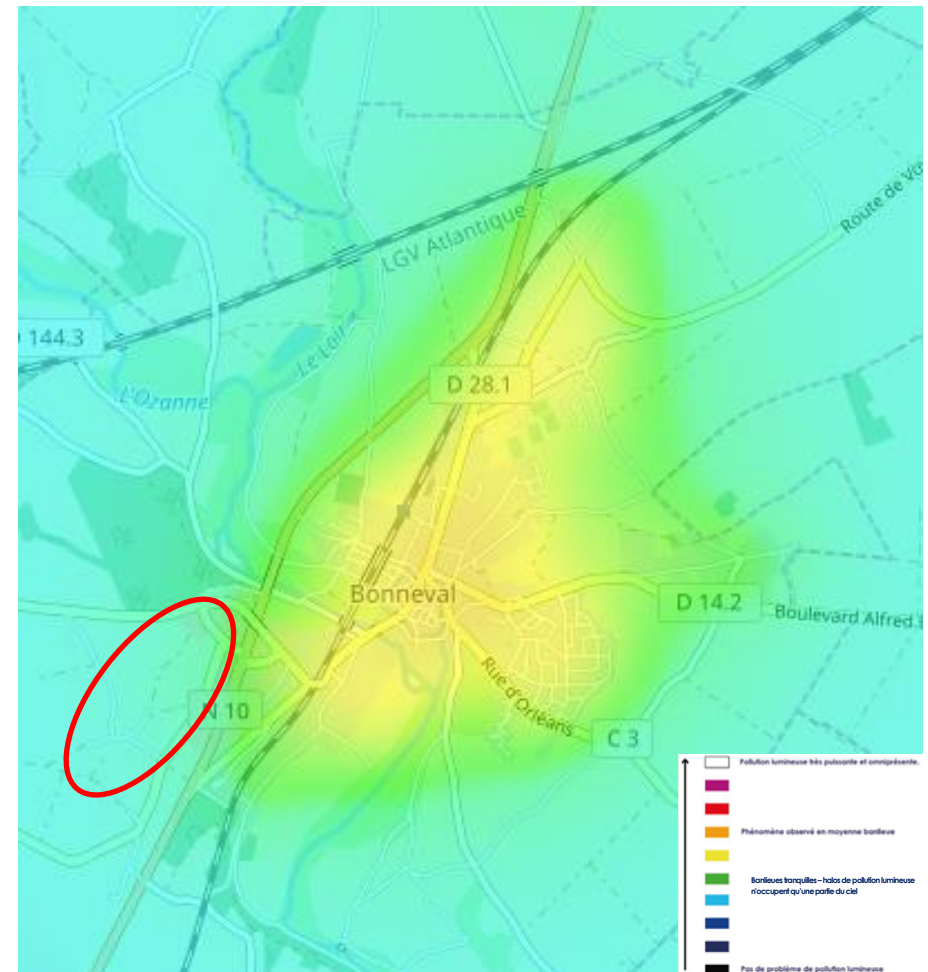 Route de
LGV Atlantique
144.3
Le Loir
D 28.1
L'Ozanne
Bonneval
D 14.2
Boulevard Alfred
Rue d'Orléans
N 10
C 3
Pollution lumineuse très puissante et omniprésente.
Phénomène observé en moyenne banlieue
Banlieues tranquilles – halos de pollution lumineuse
n'occupent qu'une partie du ciel
Pas de problème de pollution lumineuse